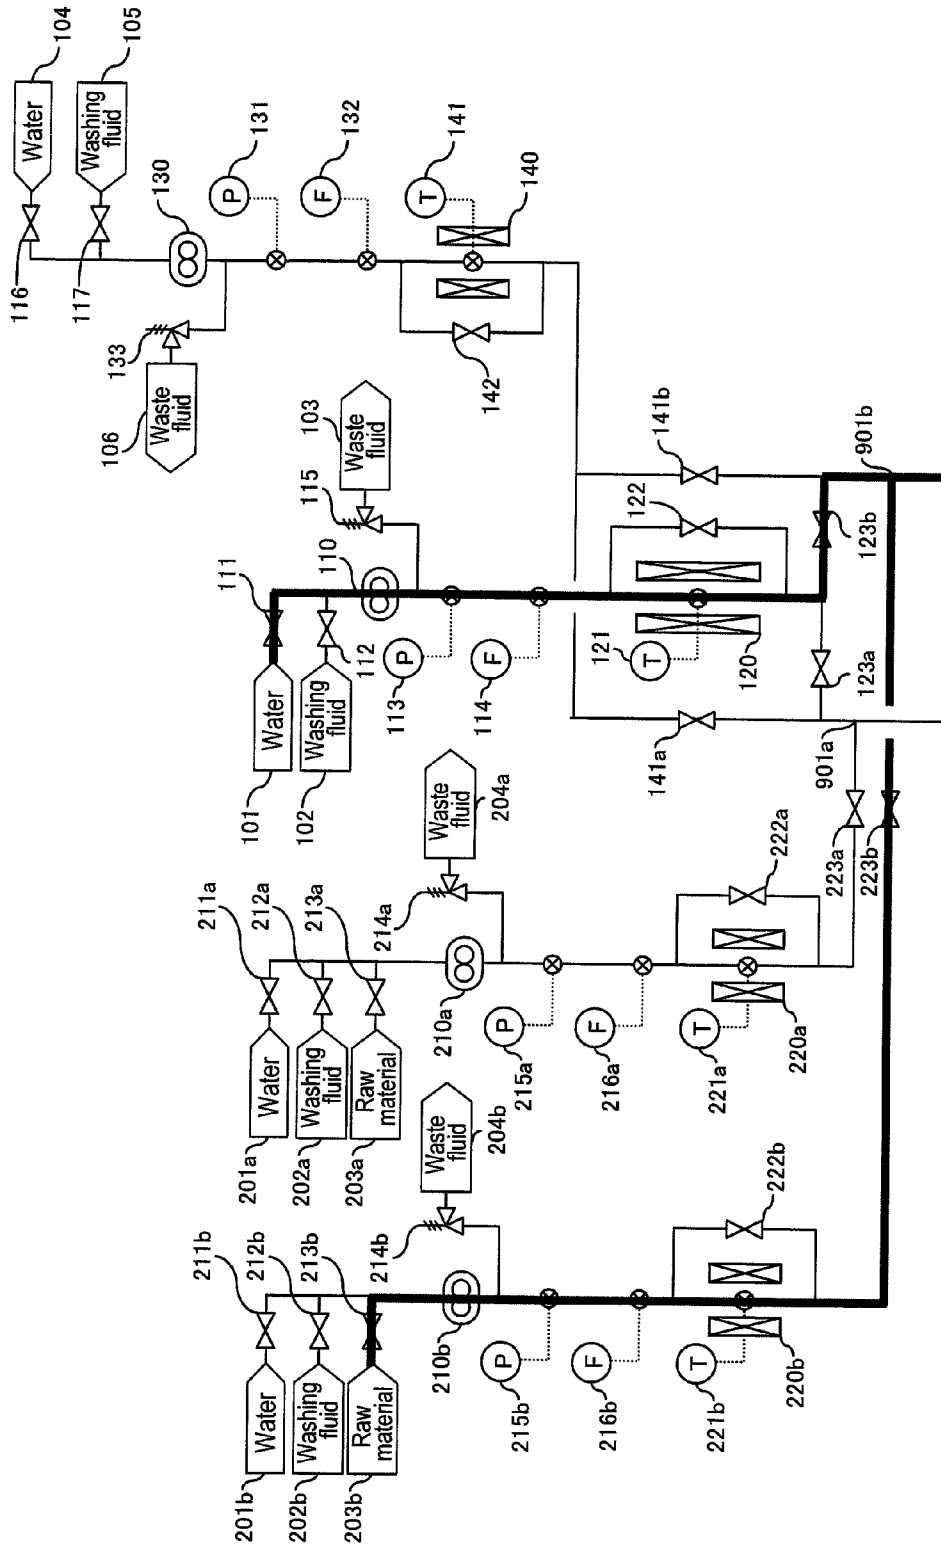 Water
104
Washing
fluid
105
116
117
130
133
106
Waste
fluid
P
131
F
132
T
141
140
142
103
Waste
fluid
115
110
111
112
Water
101
Washing
fluid
102
P
113
F
114
T
121
120
122
141b
901b
123b
123a
141a
901a
204a
Waste
fluid
214a
211a
212a
213a
Water
201a
Washing
fluid
202a
Raw
material
203a
210a
P
215a
F
216a
T
221a
220a
222a
223a
223b
204b
Waste
fluid
214b
211b
212b
213b
Water
201b
Washing
fluid
202b
Raw
material
203b
210b
P
215b
F
216b
T
221b
220b
222b